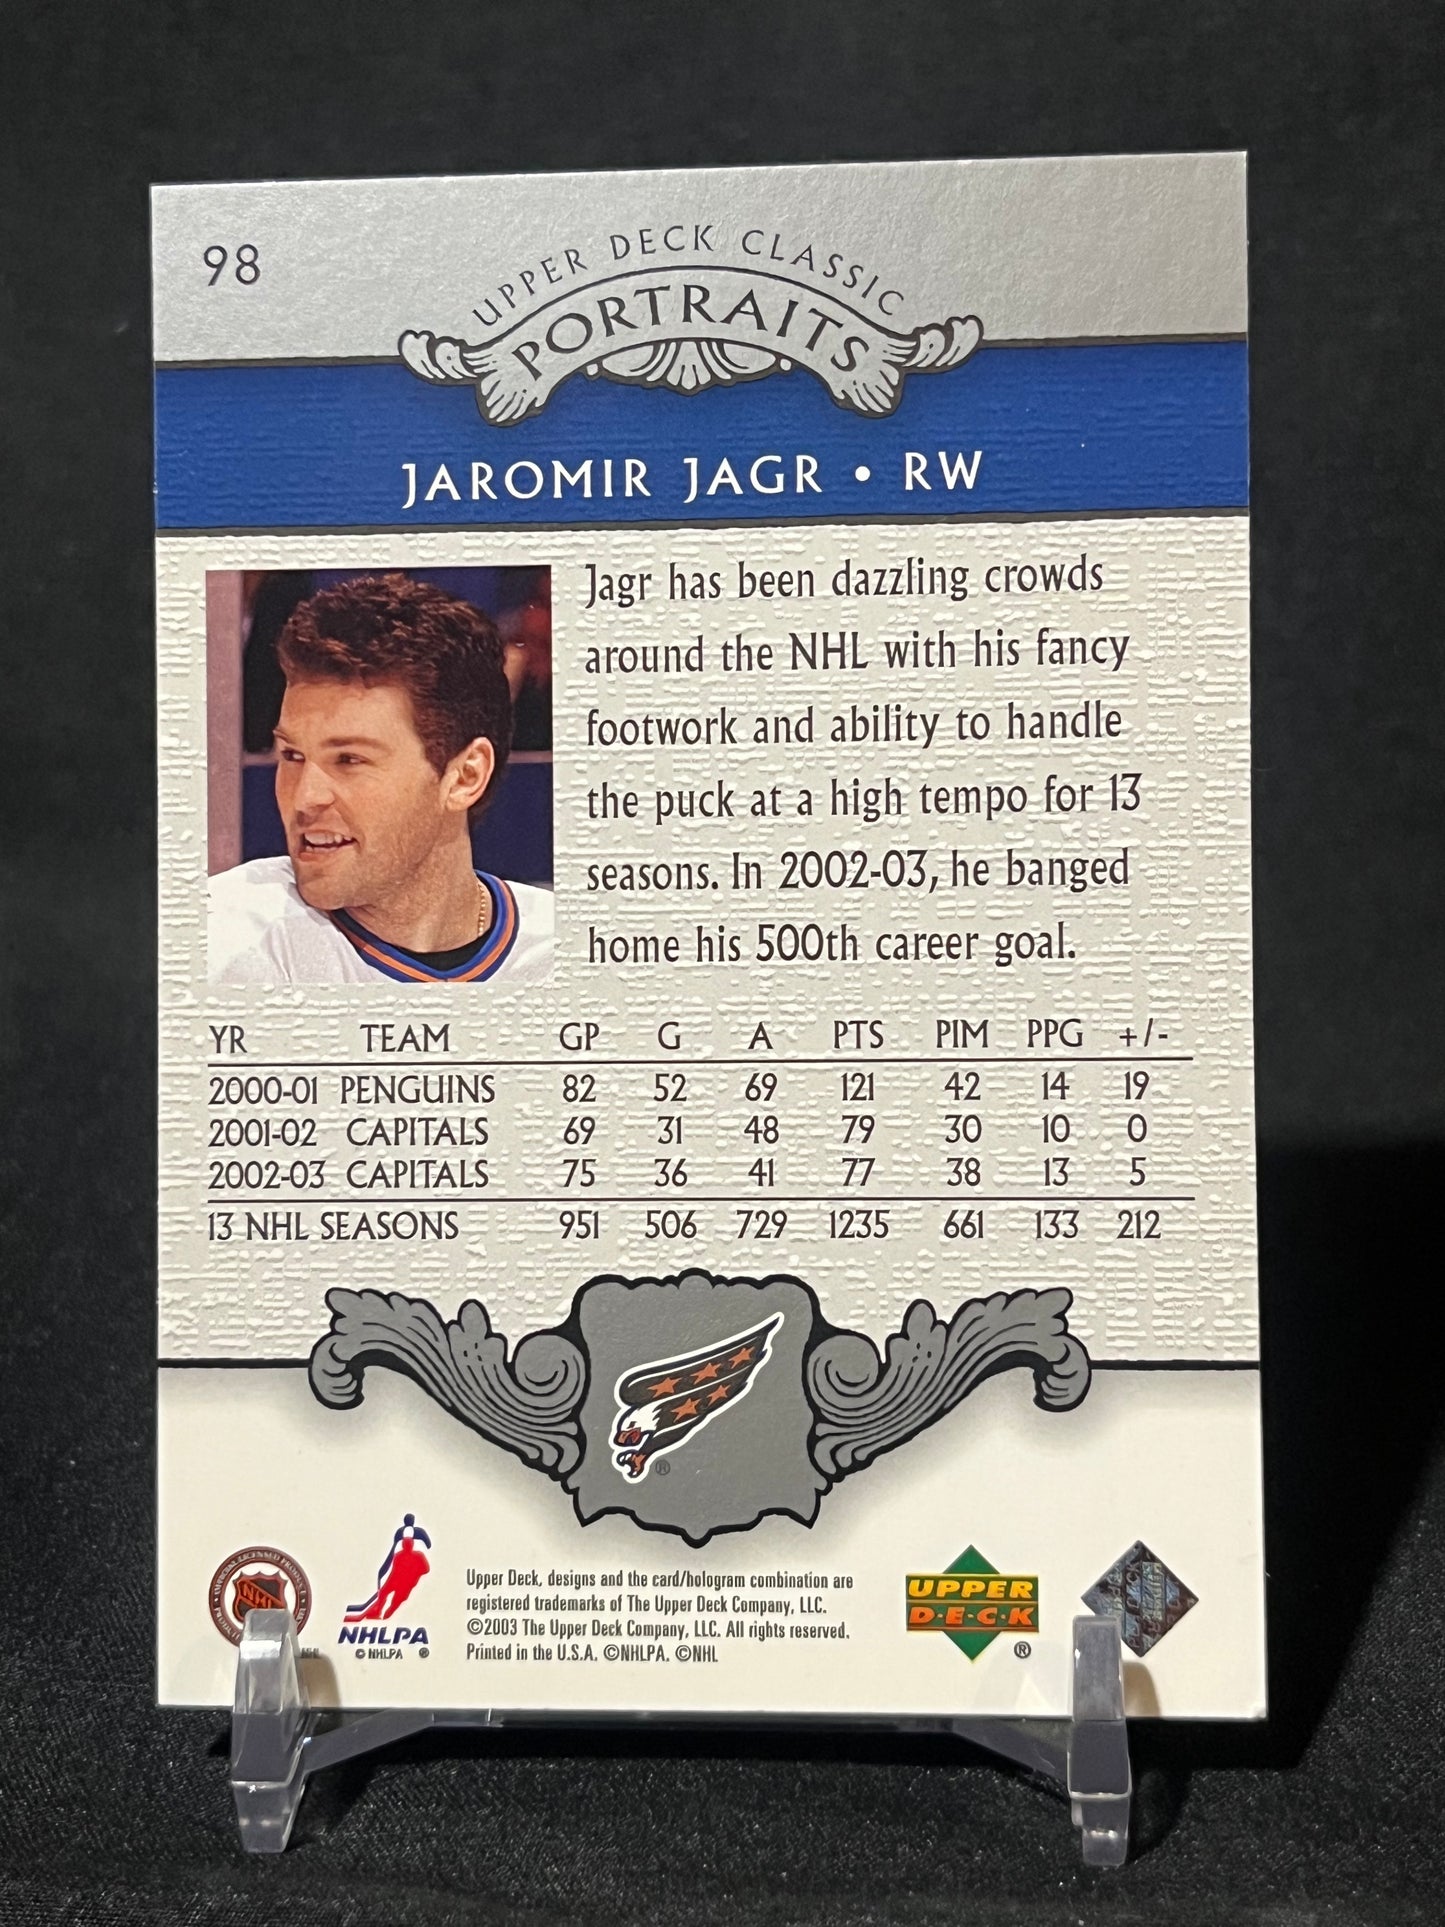 98
UPPER DECK CLASSIC
PORTRAITS
JAROMIR JAGR • RW
Jagr has been dazzling crowds
around the NHL with his fancy
footwork and ability to handle
the puck at a high tempo for 13
seasons. In 2002-03, he banged
home his 500th career goal.
YR TEAM GP G A PTS PIM PPG +/-
2000-01 PENGUINS 82 52 69 121 42 14 19
2001-02 CAPITALS 69 31 48 79 30 10 0
2002-03 CAPITALS 75 36 41 77 38 13 5
13 NHL SEASONS 951 506 729 1235 661 133 212
®
NHL
NHLPA
© NHLPA ®
Upper Deck, designs and the card/hologram combination are
registered trademarks of The Upper Deck Company, LLC.
©2003 The Upper Deck Company, LLC. All rights reserved.
Printed in the U.S.A. ©NHLPA. ©NHL
UPPER
D·E·C·K
®